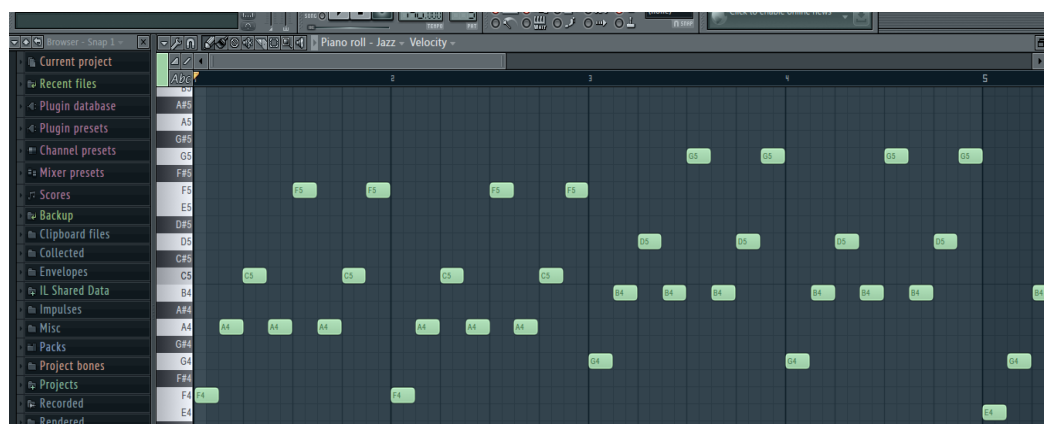 Browser - Snap 1
Piano roll - Jazz - Velocity -
Current project
Recent files
Plugin database
Plugin presets
Channel presets
Mixer presets
Scores
Backup
Clipboard files
Collected
Envelopes
IL Shared Data
Impulses
Misc
Packs
Project bones
Projects
Recorded
Rendered
Abc 2 3 4 5
A#5
A5
G#5
G5 G5 G5 G5 G5
F#5
F5 F5 F5 F5 F5
E5
D#5
D5 D5 D5 D5 D5
C#5
C5 C5 C5 C5 C5
B4 B4 B4 B4 B4 B4 B4 B4
A#4
A4 A4 A4 A4 A4 A4 A4
G#4
G4 G4 G4 G4
F#4
F4 F4 F4
E4 E4